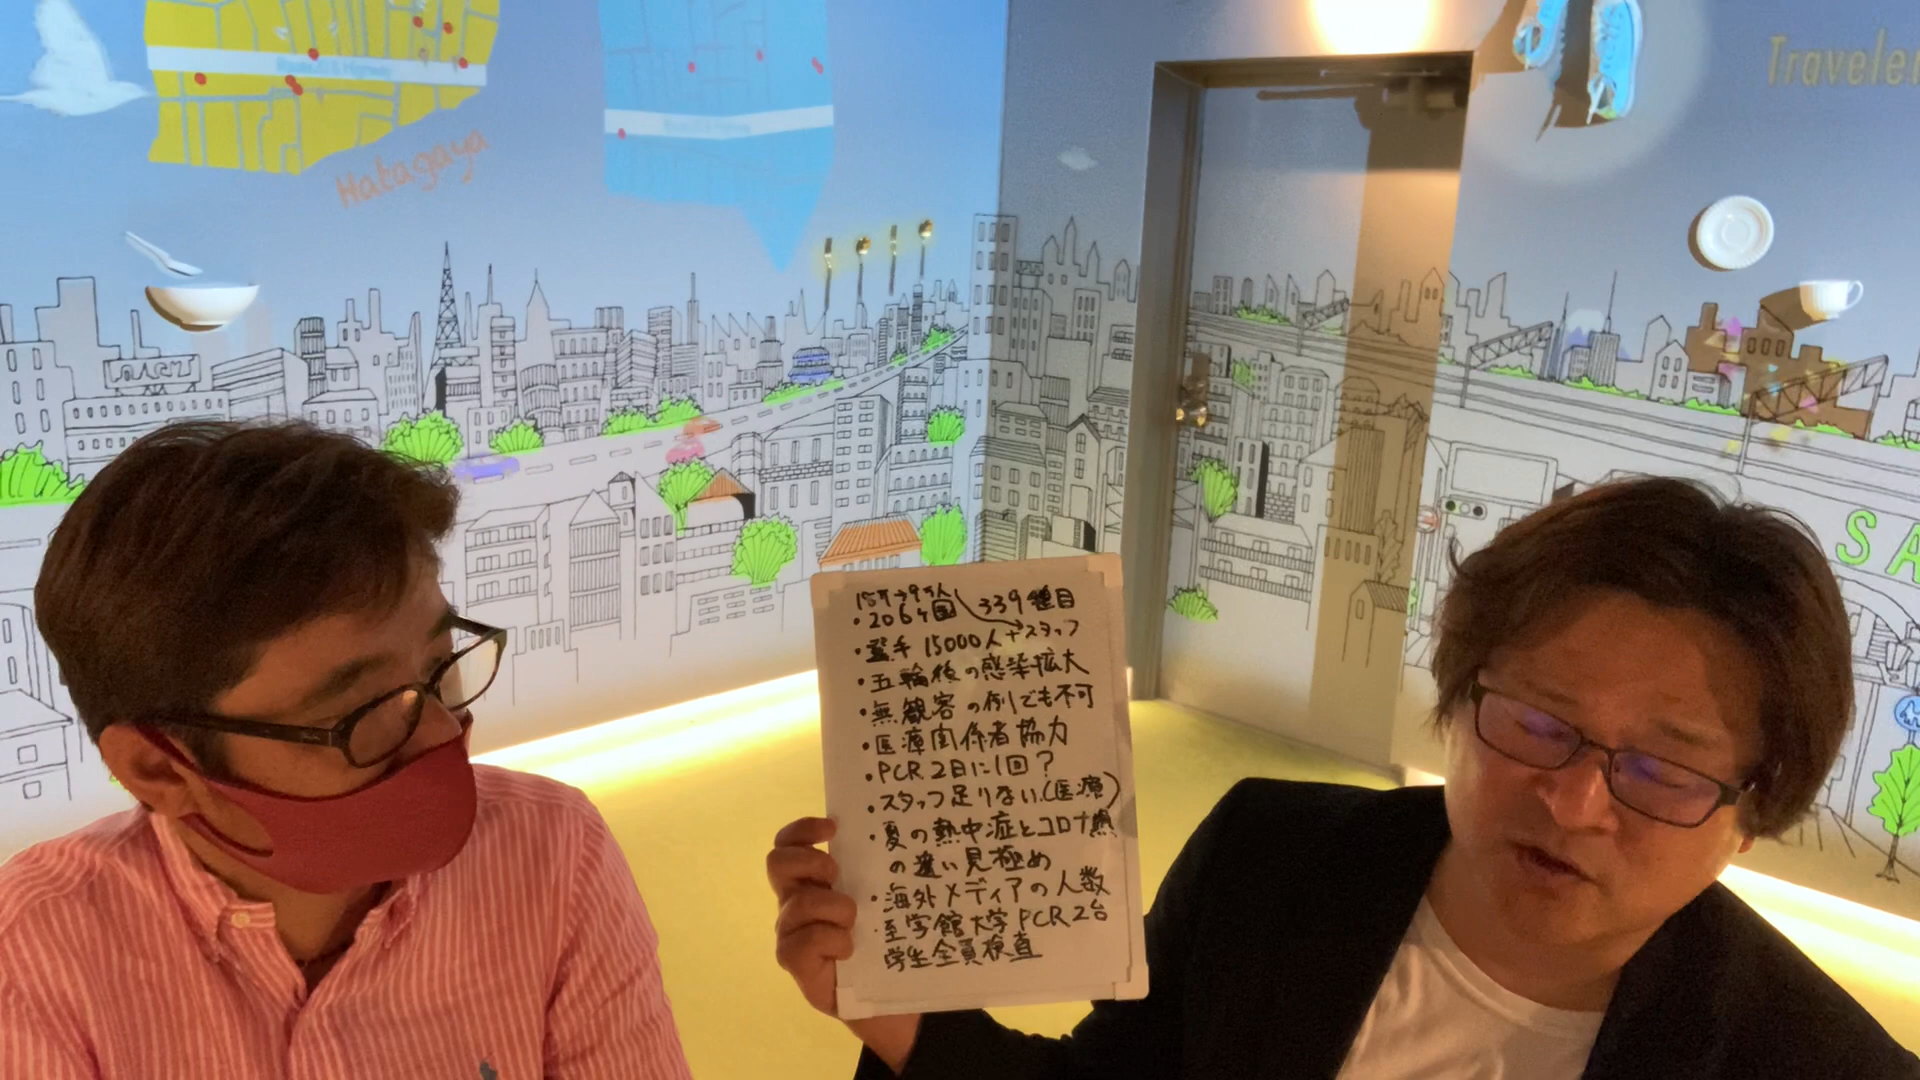 Hatagaya
Traveler
SA
15万→9万人
・206ヶ国 339種目
・選手 15000人+スタッフ
・五輪後の感染拡大
・無観客の例でも不可
・医療関係者協力
・PCR 2日に1回?
・スタッフ足りない(医療)
・夏の熱中症とコロナ熱
の違い見極め
・海外メディアの人数
・至学館大学PCR2台
学生全員検査